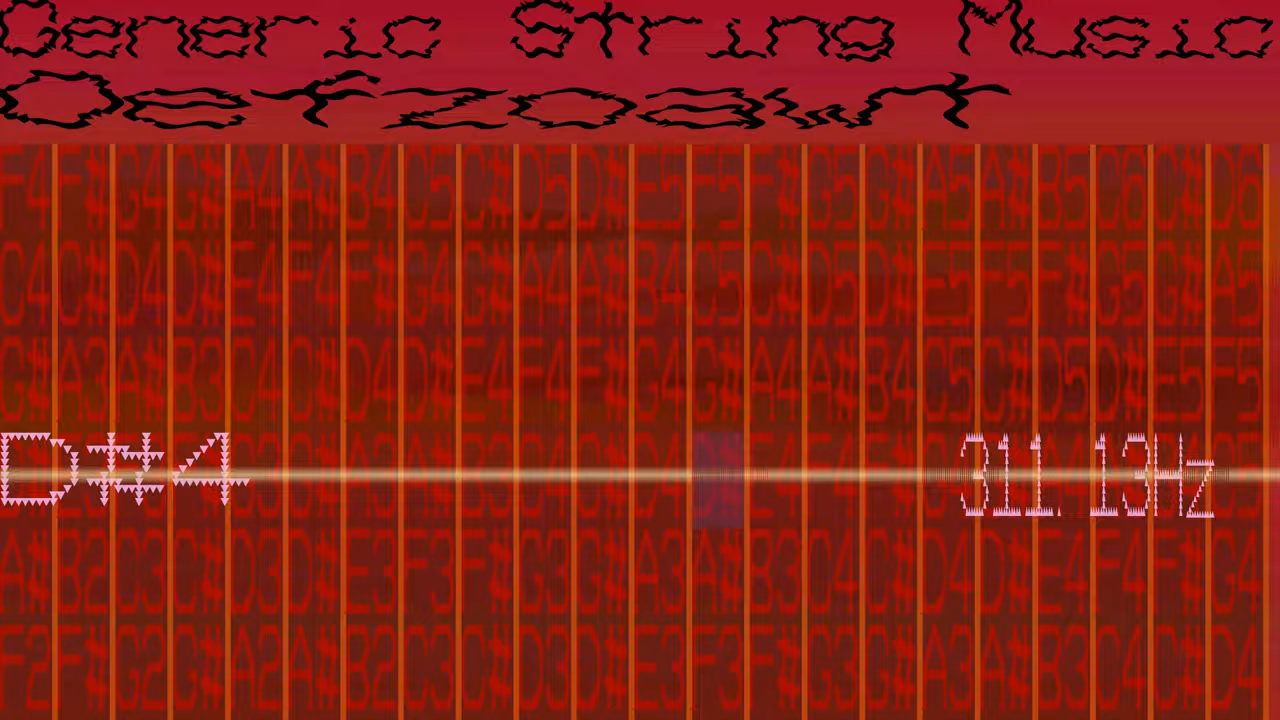 Generic String Music
Oefzoawt
F4 F# G4 G# A4 A# B4 C5 C# D5 D# E5 F5 F# G5 G# A5 A# B5 C6 C# D6
C4 C# D4 D# E4 F4 F# G4 G# A4 A# B4 C5 C# D5 D# E5 F5 F# G5 G# A5
G# A3 A# B3 C4 C# D4 D# E4 F4 F# G4 G# A4 A# B4 C5 C# D5 D# E5 F5
D#4 311.13Hz
A# B2 C3 C# D3 D# E3 F3 F# G3 G# A3 A# B3 C4 C# D4 D# E4 F4 F# G4
F2 F# G2 G# A2 A# B2 C3 C# D3 D# E3 F3 F# G3 G# A3 A# B3 C4 C# D4